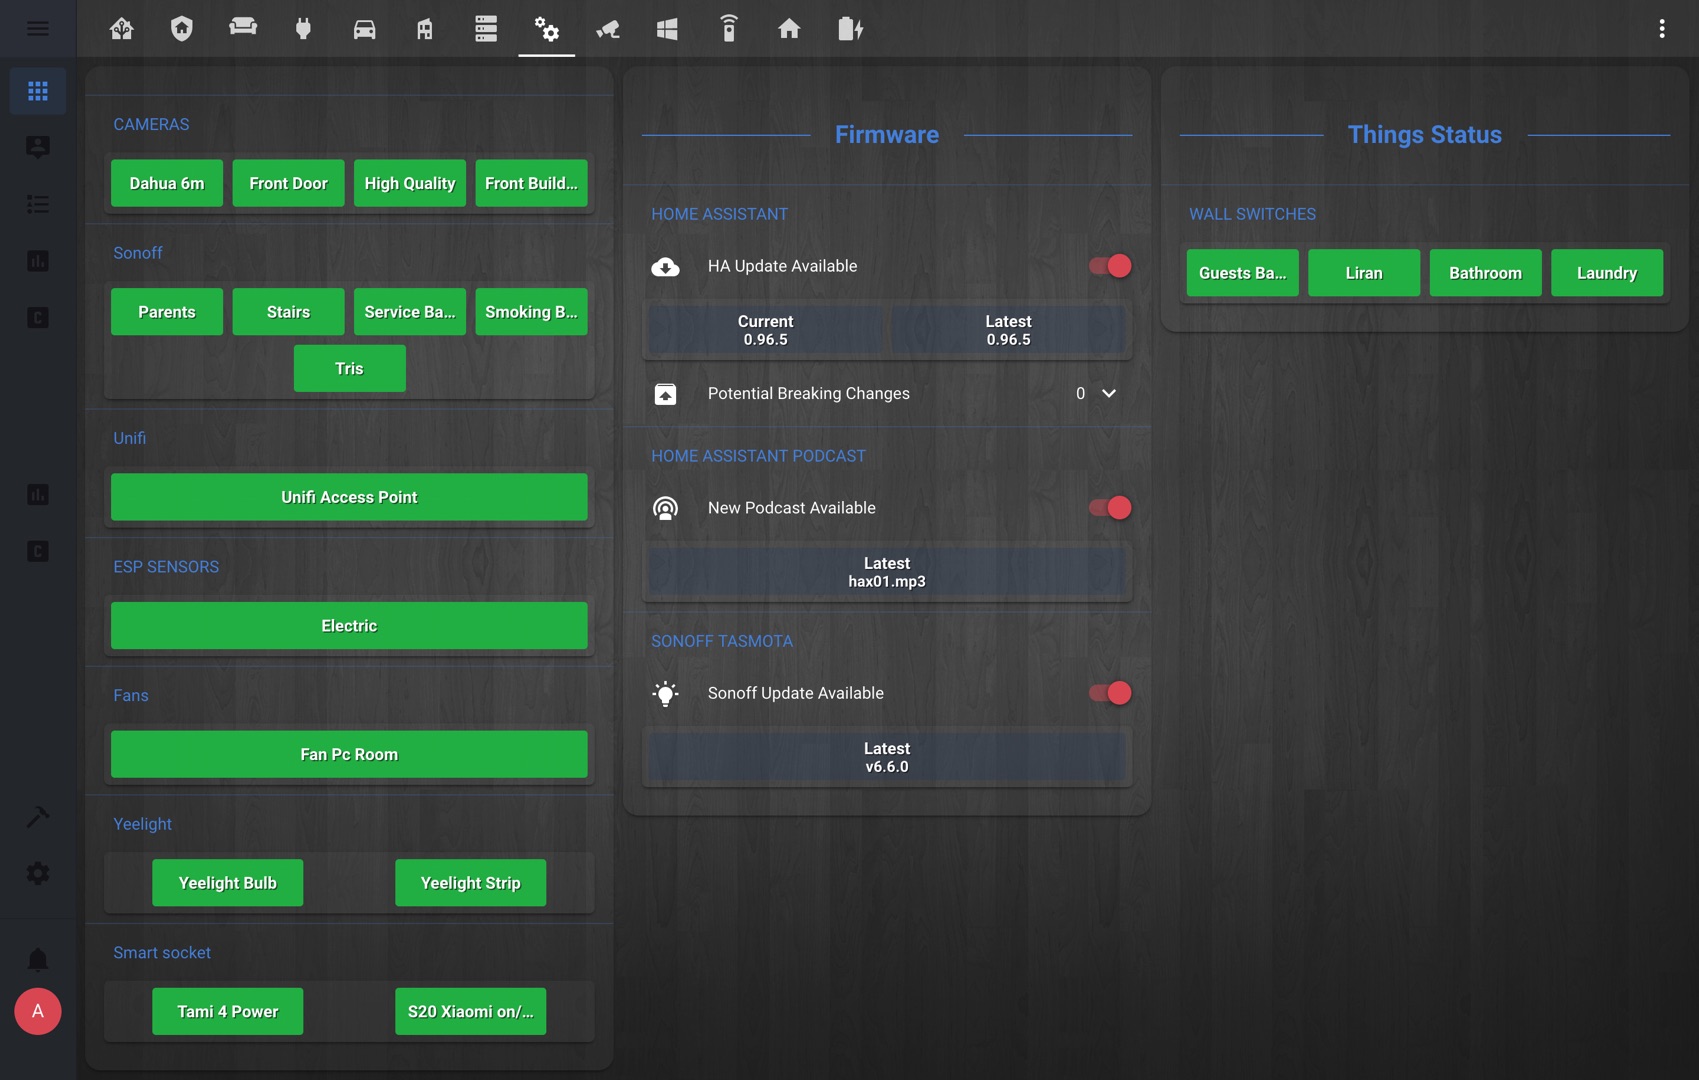 CAMERAS
Dahua 6m
Front Door
High Quality
Front Build...
Sonoff
Parents
Stairs
Service Ba...
Smoking B...
Tris
Unifi
Unifi Access Point
ESP SENSORS
Electric
Fans
Fan Pc Room
Yeelight
Yeelight Bulb
Yeelight Strip
Smart socket
Tami 4 Power
S20 Xiaomi on/...
Firmware
HOME ASSISTANT
HA Update Available
Current
0.96.5
Latest
0.96.5
Potential Breaking Changes
0
HOME ASSISTANT PODCAST
New Podcast Available
Latest
hax01.mp3
SONOFF TASMOTA
Sonoff Update Available
Latest
v6.6.0
Things Status
WALL SWITCHES
Guests Ba...
Liran
Bathroom
Laundry
C
C
A